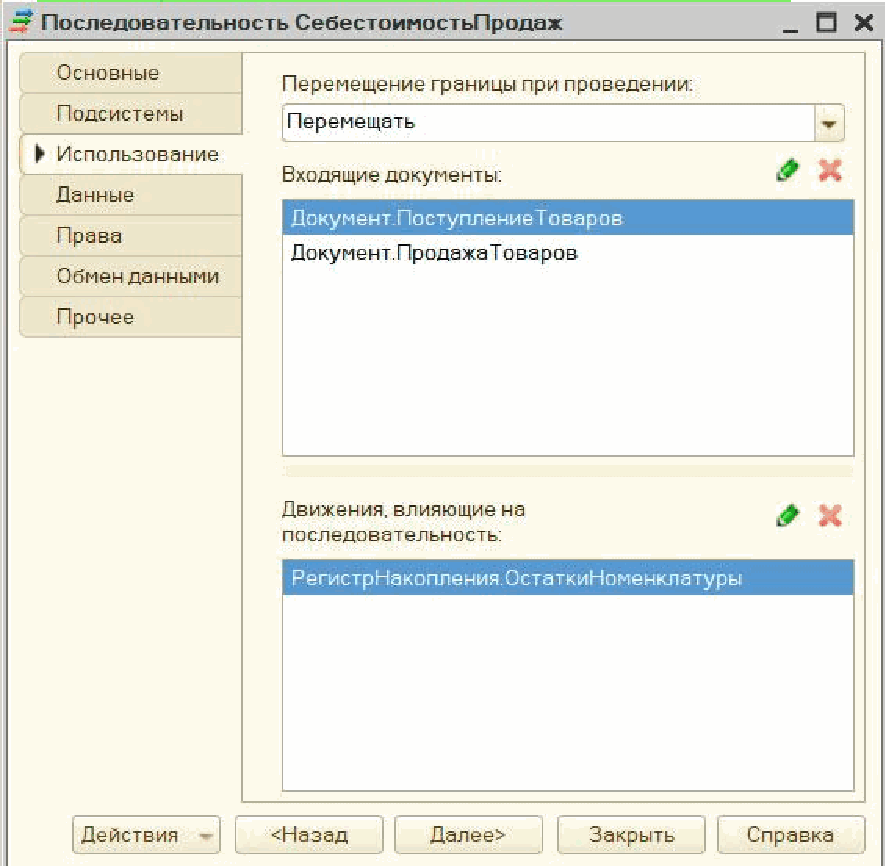 Последовательность СебестоимостьПродаж
Основные
Подсистемы
Использование
Данные
Права
Обмен данными
Прочее
Перемещение границы при проведении:
Перемещать
Входящие документы:
Документ.ПоступлениеТоваров
Документ.ПродажаТоваров
Движения, влияющие на
последовательность:
РегистрНакопления.ОстаткиНоменклатуры
Действия
<Назад
Далее>
Закрыть
Справка